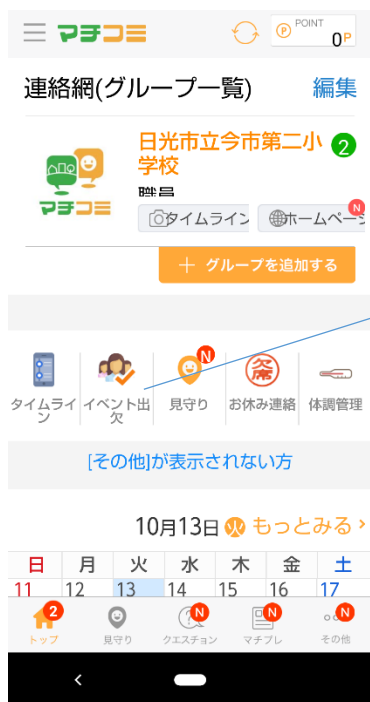 マチコミ
POINT
0P
連絡網(グループ一覧) 編集
日光市立今市第二小学校 2
マチコミ
職員
タイムライン ホームページ N
＋ グループを追加する
N
欠席
タイムライン イベント出欠 見守り お休み連絡 体調管理
[その他]が表示されない方
10月13日 火 もっとみる
日 月 火 水 木 金 土
11 12 13 14 15 16 17
2 N N N
トップ 見守り クエスチョン マチプレ その他